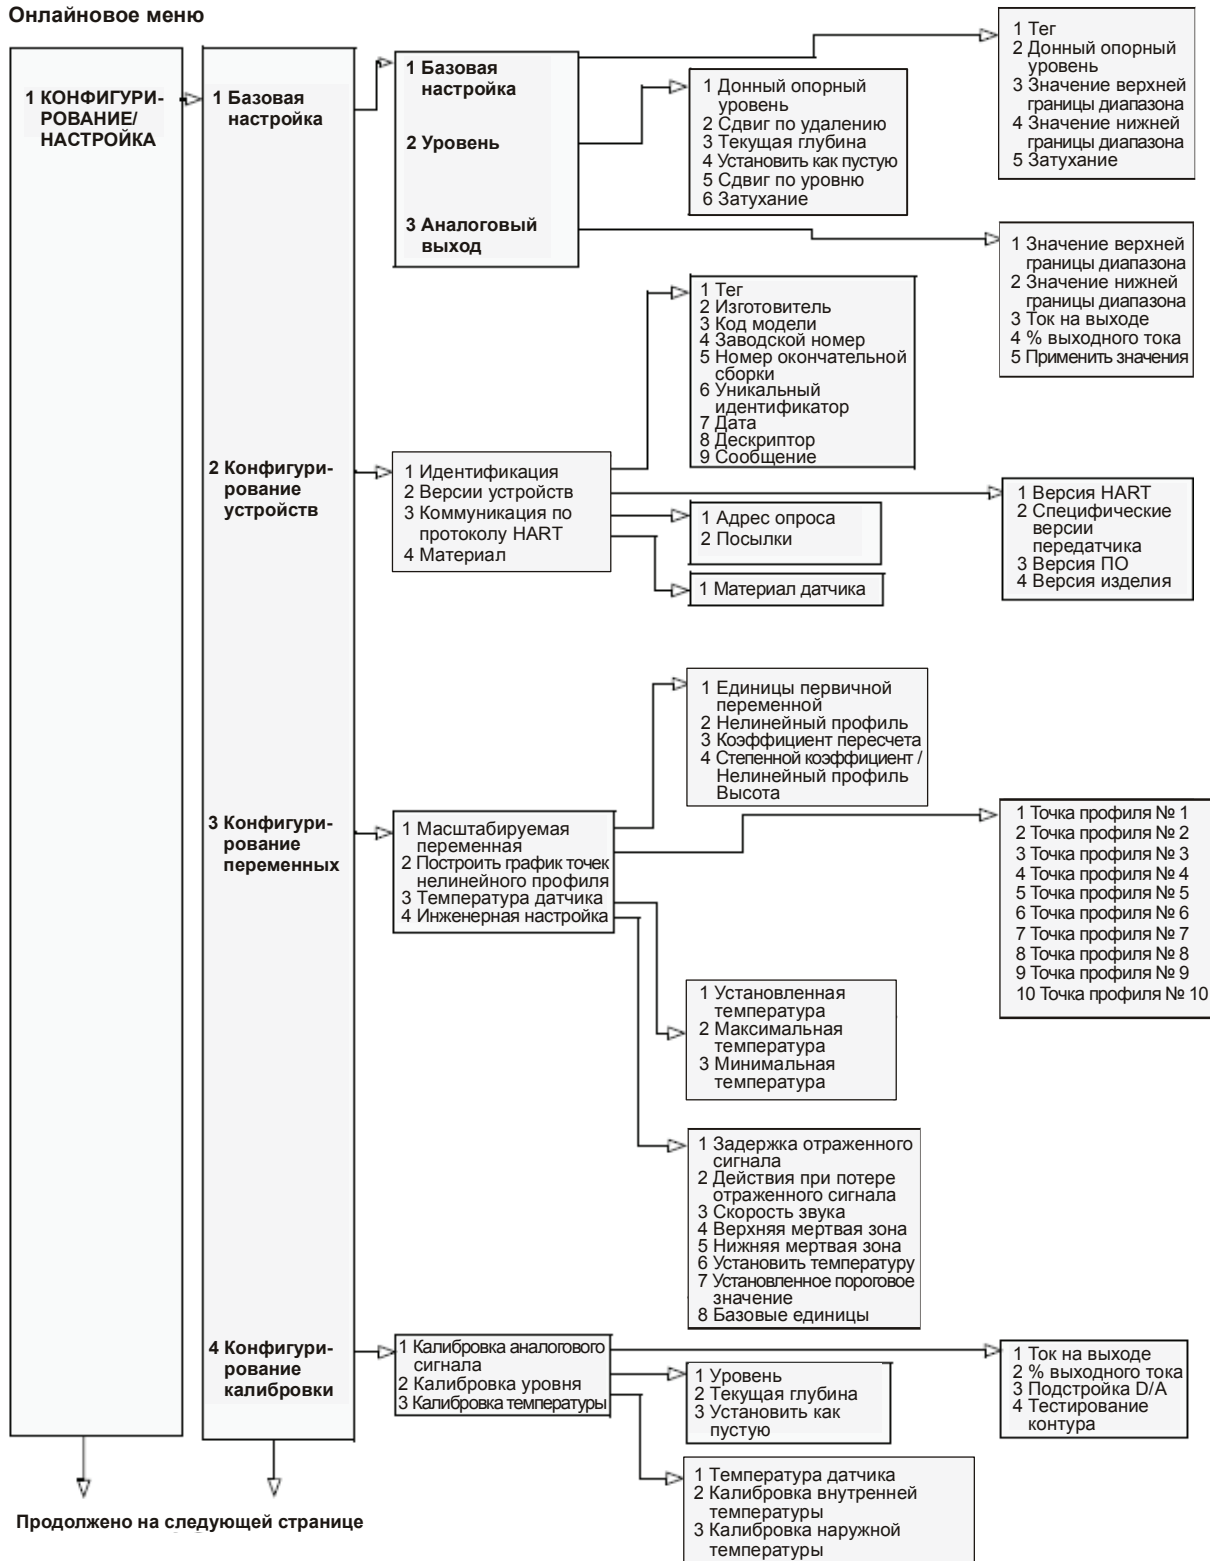 Онлайновое меню
1 КОНФИГУРИ-
РОВАНИЕ/
НАСТРОЙКА
1 Базовая
настройка
1 Базовая
настройка
2 Уровень
3 Аналоговый
выход
1 Донный опорный
уровень
2 Сдвиг по удалению
3 Текущая глубина
4 Установить как пустую
5 Сдвиг по уровню
6 Затухание
1 Тег
2 Донный опорный
уровень
3 Значение верхней
границы диапазона
4 Значение нижней
границы диапазона
5 Затухание
1 Значение верхней
границы диапазона
2 Значение нижней
границы диапазона
3 Ток на выходе
4 % выходного тока
5 Применить значения
2 Конфигури-
рование
устройств
1 Идентификация
2 Версии устройств
3 Коммуникация по
протоколу HART
4 Материал
1 Тег
2 Изготовитель
3 Код модели
4 Заводской номер
5 Номер окончательной
сборки
6 Уникальный
идентификатор
7 Дата
8 Дескриптор
9 Сообщение
1 Адрес опроса
2 Посылки
1 Материал датчика
1 Версия HART
2 Специфические
версии
передатчика
3 Версия ПО
4 Версия изделия
3 Конфигури-
рование
переменных
1 Масштабируемая
переменная
2 Построить график точек
нелинейного профиля
3 Температура датчика
4 Инженерная настройка
1 Единицы первичной
переменной
2 Нелинейный профиль
3 Коэффициент пересчета
4 Степенной коэффициент /
Нелинейный профиль
Высота
1 Точка профиля № 1
2 Точка профиля № 2
3 Точка профиля № 3
4 Точка профиля № 4
5 Точка профиля № 5
6 Точка профиля № 6
7 Точка профиля № 7
8 Точка профиля № 8
9 Точка профиля № 9
10 Точка профиля № 10
1 Установленная
температура
2 Максимальная
температура
3 Минимальная
температура
1 Задержка отраженного
сигнала
2 Действия при потере
отраженного сигнала
3 Скорость звука
4 Верхняя мертвая зона
5 Нижняя мертвая зона
6 Установить температуру
7 Установленное пороговое
значение
8 Базовые единицы
4 Конфигури-
рование
калибровки
1 Калибровка аналогового
сигнала
2 Калибровка уровня
3 Калибровка температуры
1 Уровень
2 Текущая глубина
3 Установить как
пустую
1 Ток на выходе
2 % выходного тока
3 Подстройка D/A
4 Тестирование
контура
1 Температура датчика
2 Калибровка внутренней
температуры
3 Калибровка наружной
температуры
Продолжено на следующей странице